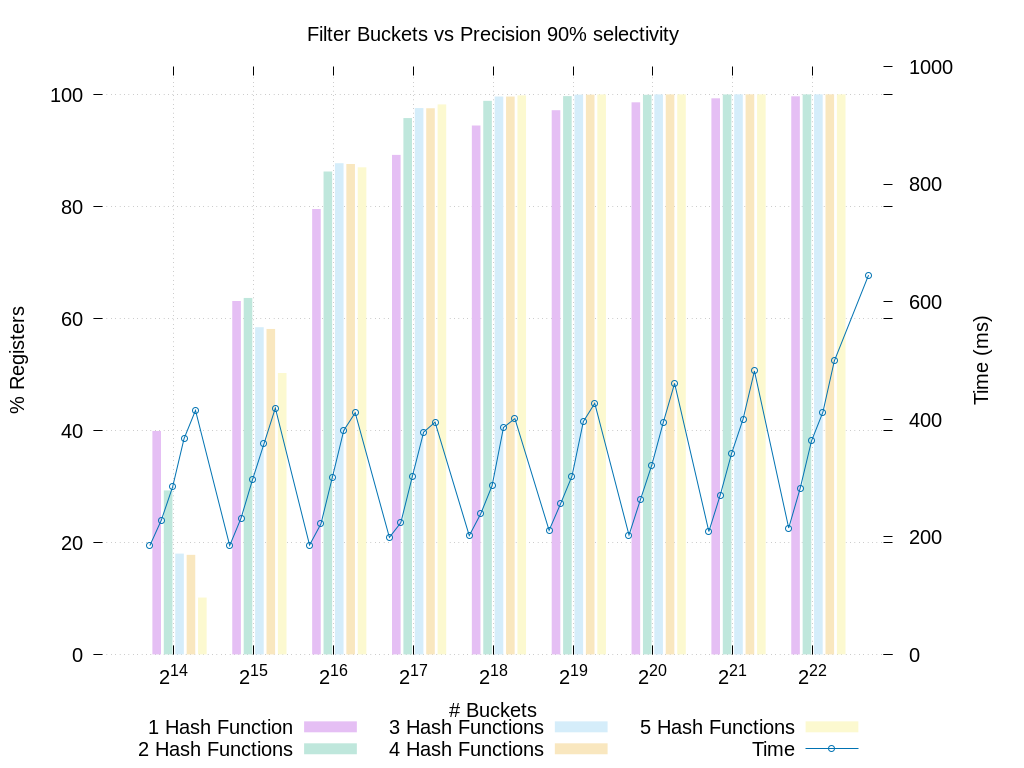 Filter Buckets vs Precision 90% selectivity
1000
100
800
80
600
60
% Registers
Time (ms)
400
40
200
20
0
0
2^14 2^15 2^16 2^17 2^18 2^19 2^20 2^21 2^22
# Buckets
1 Hash Function 3 Hash Functions 5 Hash Functions
2 Hash Functions 4 Hash Functions Time